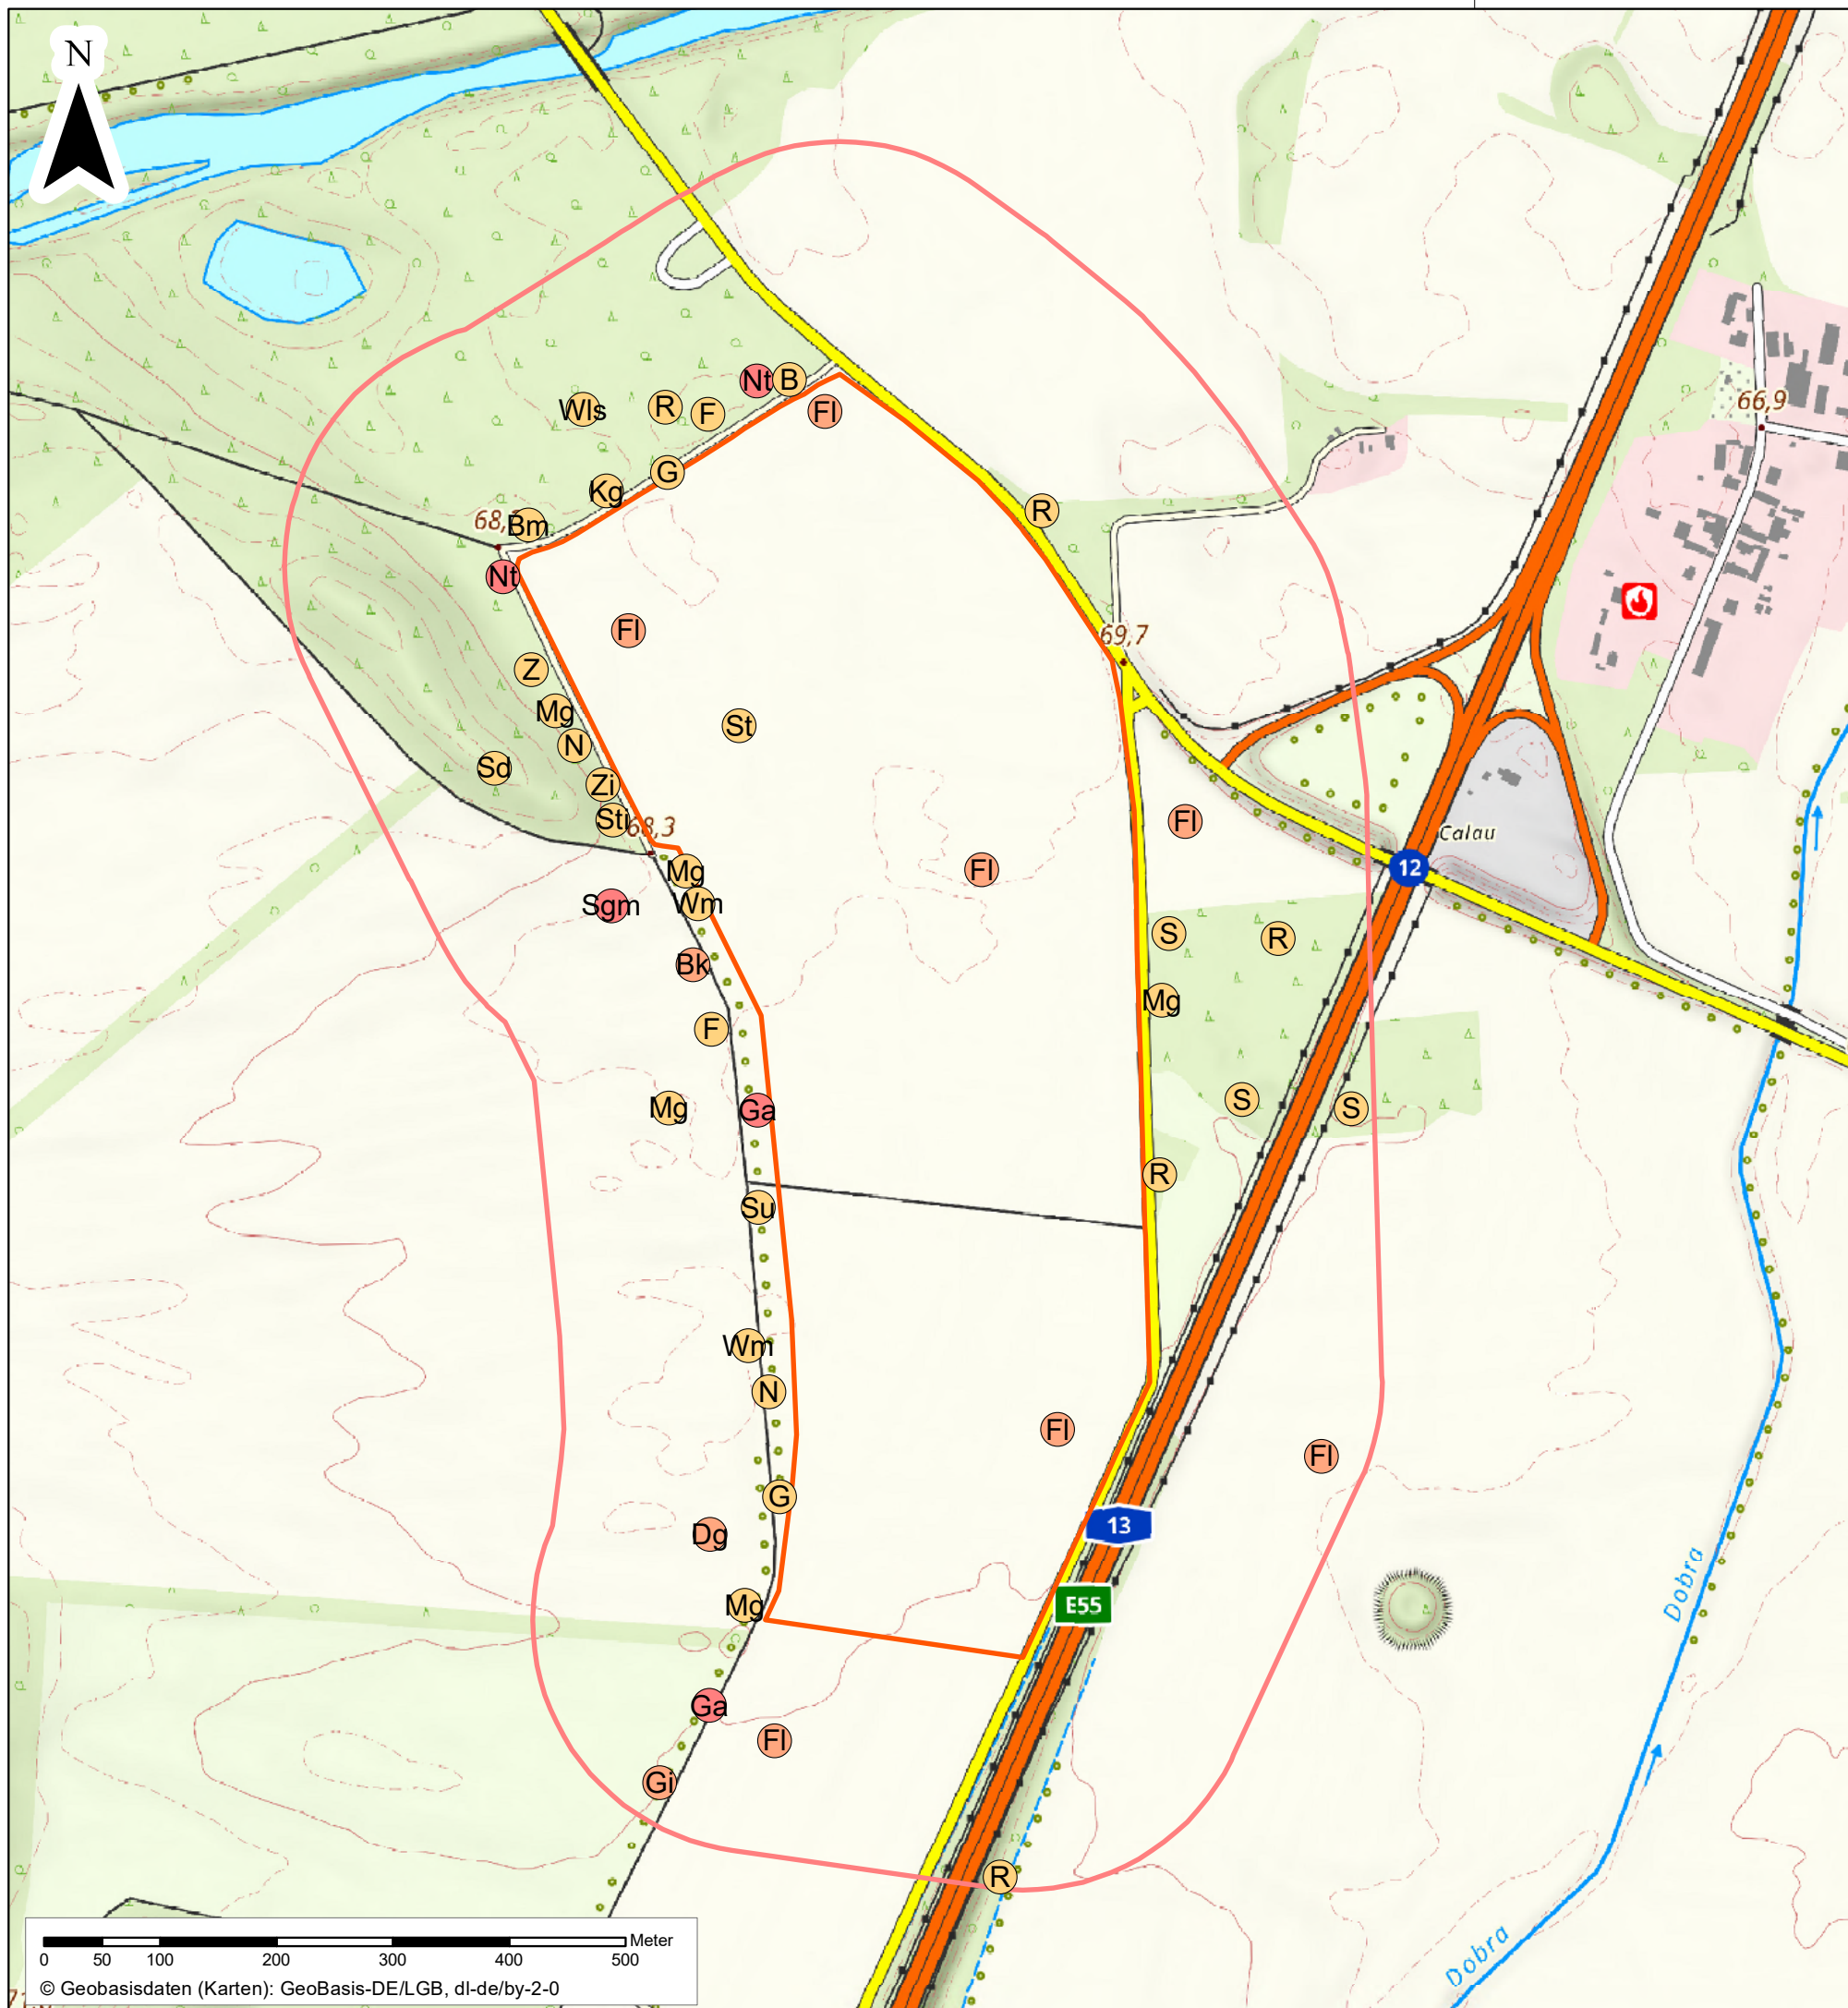 N
Nt
B
Wls
R
F
Fl
66,9
G
Kg
R
Bm
Nt
Fl
69,7
Z
Mg
St
N
Sd
Zi
Sti
68,3
Fl
Calau
12
Mg
Fl
Wm
Sgm
S
R
Bk
Mg
F
Mg
Ga
S
S
R
Su
Wm
N
Fl
Fl
G
13
Dg
E55
Mg
Dobra
Ga
Fl
Gi
R
Dobra
0 50 100 200 300 400 500 Meter
© Geobasisdaten (Karten): GeoBasis-DE/LGB, dl-de/by-2-0